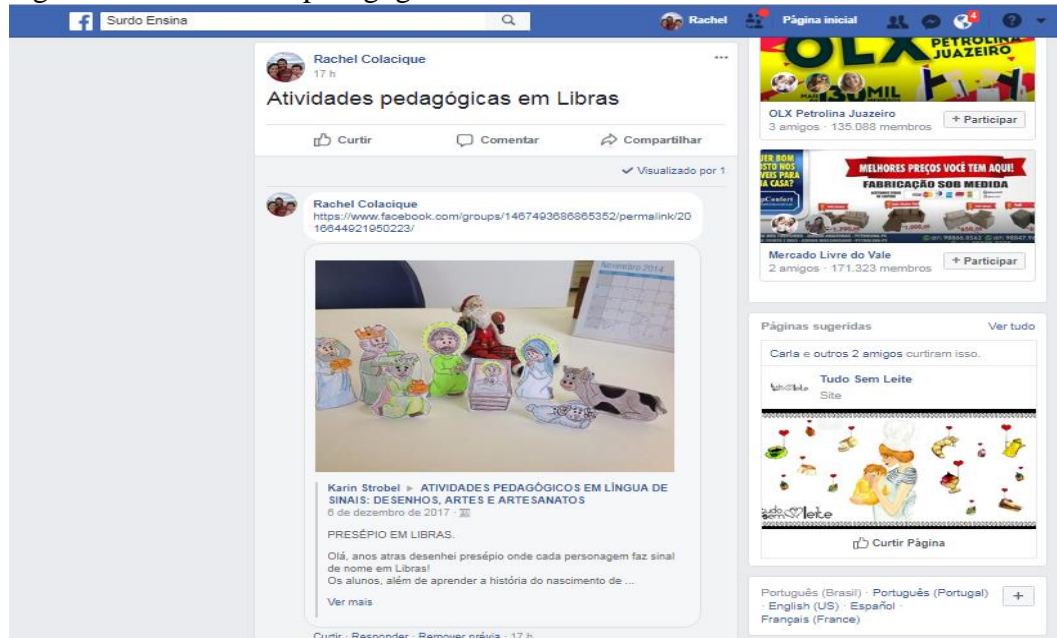 Surdo Ensina
Rachel
Página inicial
4
Rachel Colacique
17 h
Atividades pedagógicas em Libras
Curtir
Comentar
Compartilhar
Visualizado por 1
Rachel Colacique
https://www.facebook.com/groups/1467493686865352/permalink/20
16644921950223/
Novembro 2014
Karin Strobel ▶ ATIVIDADES PEDAGÓGICOS EM LÍNGUA DE
SINAIS: DESENHOS, ARTES E ARTESANATOS
6 de dezembro de 2017 ·
PRESÉPIO EM LIBRAS.
Olá, anos atras desenhei presépio onde cada personagem faz sinal
de nome em Libras!
Os alunos, além de aprender a história do nascimento de ...
Ver mais
Curtir · Responder · Remover prévia · 17 h
OLX
PETROLINA
JUAZEIRO
MIL
OLX Petrolina Juazeiro
3 amigos · 135.088 membros
+ Participar
MELHORES PREÇOS VOCÊ TEM AQUI!
FABRICAÇÃO SOB MEDIDA
Mercado Livre do Vale
2 amigos · 171.323 membros
+ Participar
Páginas sugeridas
Ver tudo
Carla e outros 2 amigos curtiram isso.
Tudo Sem Leite
Site
Curtir Página
Português (Brasil) · Português (Portugal)
· English (US) · Español ·
Français (France)
+